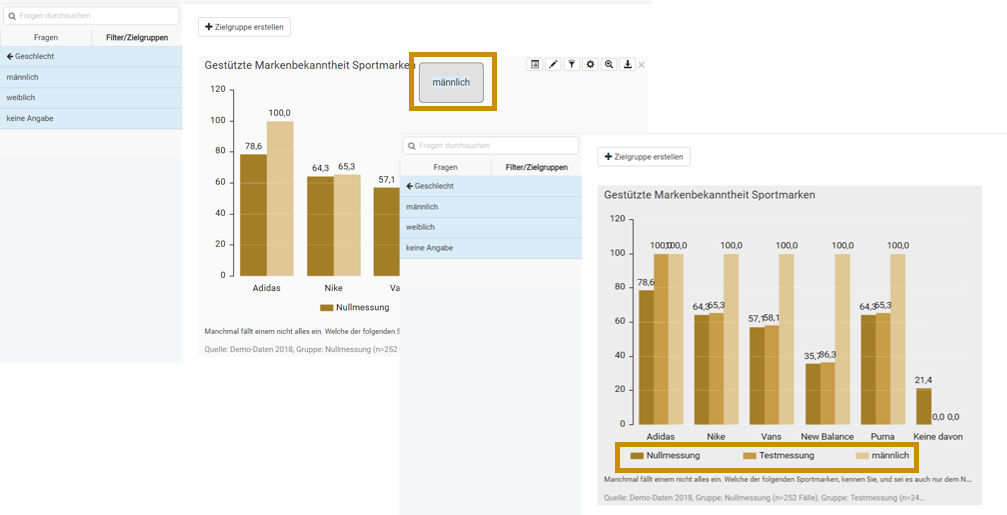 Fragen durchsuchen
Fragen
Filter/Zielgruppen
Geschlecht
männlich
weiblich
keine Angabe
Zielgruppe erstellen
Gestützte Markenbekanntheit Sportmarken
männlich
120
100
80
60
40
20
0
78,6
100,0
64,3
65,3
57,1
Adidas
Nike
Va
Nullmessung
Manchmal fällt einem nicht alles ein. Welche der folgenden S
Quelle: Demo-Daten 2018, Gruppe: Nullmessung (n=252
Fragen durchsuchen
Fragen
Filter/Zielgruppen
Geschlecht
männlich
weiblich
keine Angabe
Zielgruppe erstellen
Gestützte Markenbekanntheit Sportmarken
120
100
80
60
40
20
0
78,6
100,0
100,0
64,3
65,3
100,0
57,1
58,1
100,0
35,7
36,3
100,0
64,3
65,3
100,0
21,4
0,0
0,0
Adidas
Nike
Vans
New Balance
Puma
Keine davon
Nullmessung
Testmessung
männlich
Manchmal fällt einem nicht alles ein. Welche der folgenden Sportmarken, kennen Sie, und sei es auch nur dem N...
Quelle: Demo-Daten 2018, Gruppe: Nullmessung (n=252 Fälle), Gruppe: Testmessung (n=24...